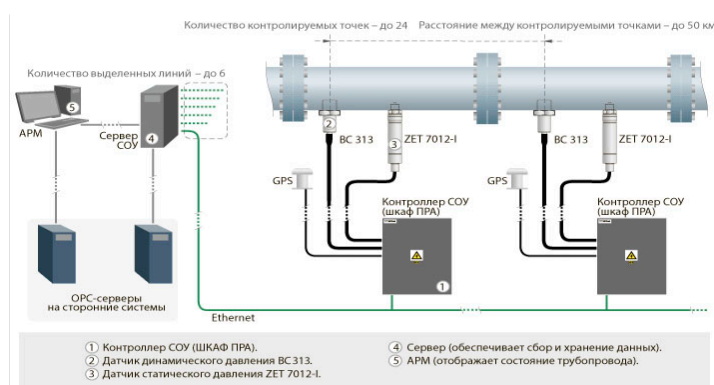 Количество контролируемых точек – до 24
Расстояние между контролируемыми точками – до 50 км
Количество выделенных линий – до 6
5
АРМ
Сервер
СОУ
4
2
ВС 313
3
ZET 7012-I
ВС 313
ZET 7012-I
GPS
GPS
Контроллер СОУ
(шкаф ПРА)
Контроллер СОУ
(шкаф ПРА)
1
ОРС-серверы
на сторонние системы
Ethernet
1 Контроллер СОУ (ШКАФ ПРА).
2 Датчик динамического давления ВС 313.
3 Датчик статического давления ZET 7012-I.
4 Сервер (обеспечивает сбор и хранение данных).
5 АРМ (отображает состояние трубопровода).